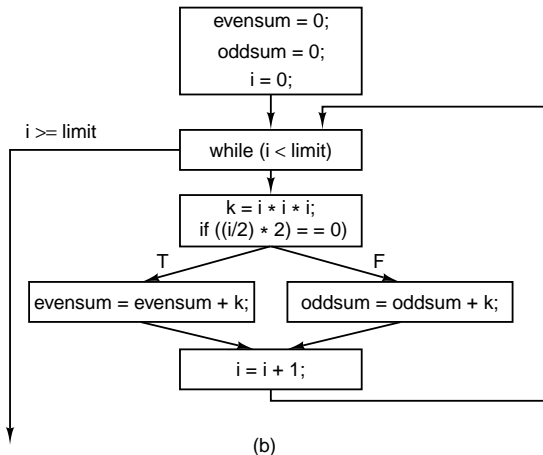 evensum = 0;
oddsum = 0;
i = 0;
i >= limit
while (i < limit)
k = i * i * i;
if ((i/2) * 2) = = 0)
T
F
evensum = evensum + k;
oddsum = oddsum + k;
i = i + 1;
(b)